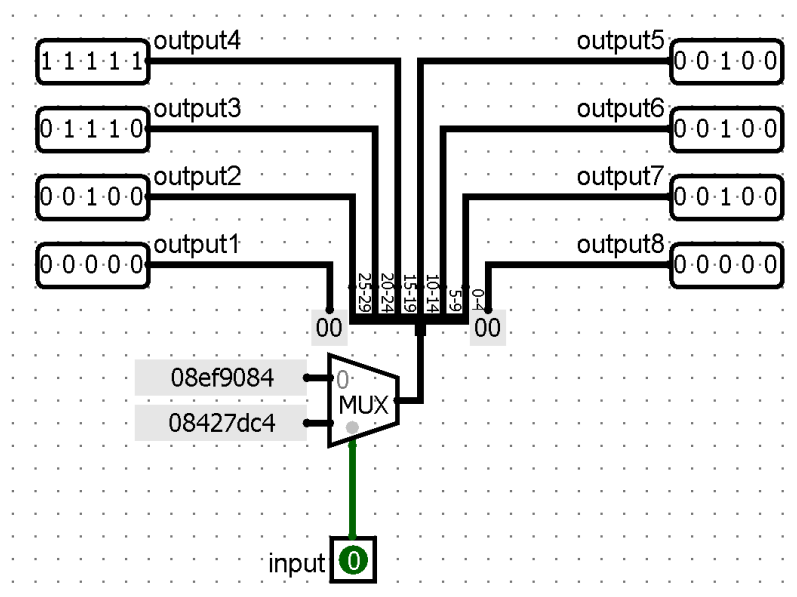 output4
1 1 1 1 1
output5
0 0 1 0 0
output3
0 1 1 1 0
output6
0 0 1 0 0
output2
0 0 1 0 0
output7
0 0 1 0 0
output1
0 0 0 0 0
output8
0 0 0 0 0
25-29
20-24
15-19
10-14
5-9
0-4
00
00
08ef9084
0
MUX
08427dc4
input
0